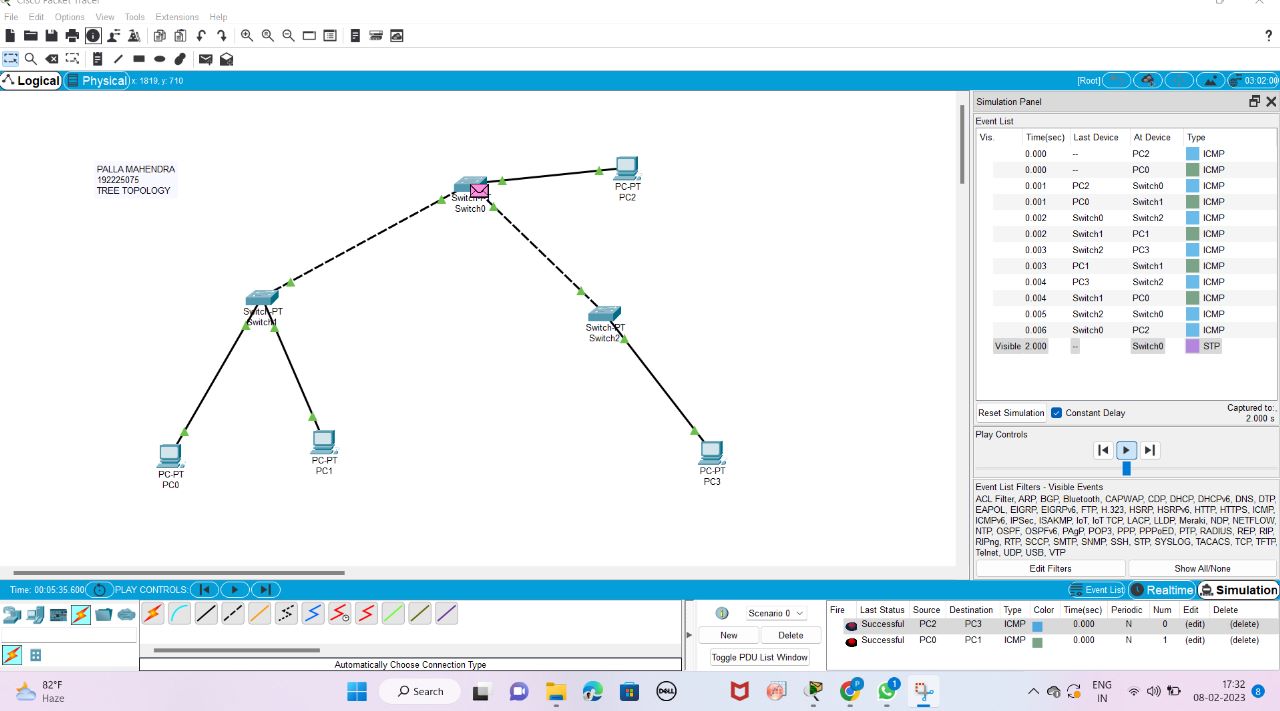 Cisco Packet Tracer
File Edit Options View Tools Extensions Help
?
Logical Physical x: 1819, y: 710 [Root] 03:02:00
PALLA MAHENDRA
192225075
TREE TOPOLOGY
Switch-PT
Switch0
PC-PT
PC2
Switch-PT
Switch1
Switch-PT
Switch2
PC-PT
PC0
PC-PT
PC1
PC-PT
PC3
Simulation Panel
Event List
Vis. Time(sec) Last Device At Device Type
0.000 -- PC2 ICMP
0.000 -- PC0 ICMP
0.001 PC2 Switch0 ICMP
0.001 PC0 Switch1 ICMP
0.002 Switch0 Switch2 ICMP
0.002 Switch1 PC1 ICMP
0.003 Switch2 PC3 ICMP
0.003 PC1 Switch1 ICMP
0.004 PC3 Switch2 ICMP
0.004 Switch1 PC0 ICMP
0.005 Switch2 Switch0 ICMP
0.006 Switch0 PC2 ICMP
Visible 2.000 -- Switch0 STP
Reset Simulation Constant Delay Captured to:
2.000 s
Play Controls
Event List Filters - Visible Events
ACL Filter, ARP, BGP, Bluetooth, CAPWAP, CDP, DHCP, DHCPv6, DNS, DTP,
EAPOL, EIGRP, EIGRPv6, FTP, H.323, HSRP, HSRPv6, HTTP, HTTPS, ICMP,
ICMPv6, IPSec, ISAKMP, IoT, IoT TCP, LACP, LLDP, Meraki, NDP, NETFLOW,
NTP, OSPF, OSPFv6, PAgP, POP3, PPP, PPPoED, PTP, RADIUS, REP, RIP,
RIPng, RTP, SCCP, SMTP, SNMP, SSH, STP, SYSLOG, TACACS, TCP, TFTP,
Telnet, UDP, USB, VTP
Edit Filters Show All/None
Time: 00:05:35.600 PLAY CONTROLS: Event List Realtime Simulation
Scenario 0
New Delete
Toggle PDU List Window
Fire Last Status Source Destination Type Color Time(sec) Periodic Num Edit Delete
Successful PC2 PC3 ICMP 0.000 N 0 (edit) (delete)
Successful PC0 PC1 ICMP 0.000 N 1 (edit) (delete)
Automatically Choose Connection Type
82°F
Haze
Search
DELL
P
1
ENG
IN
17:32
08-02-2023
8